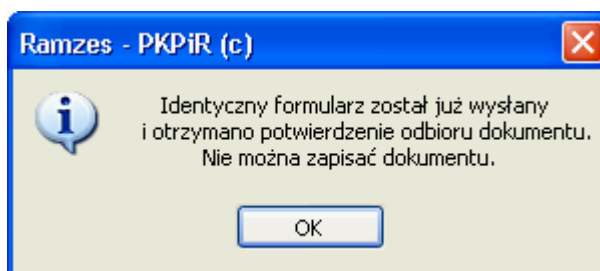 Ramzes - PKPiR (c)
Identyczny formularz został już wysłany
i otrzymano potwierdzenie odbioru dokumentu.
Nie można zapisać dokumentu.
OK